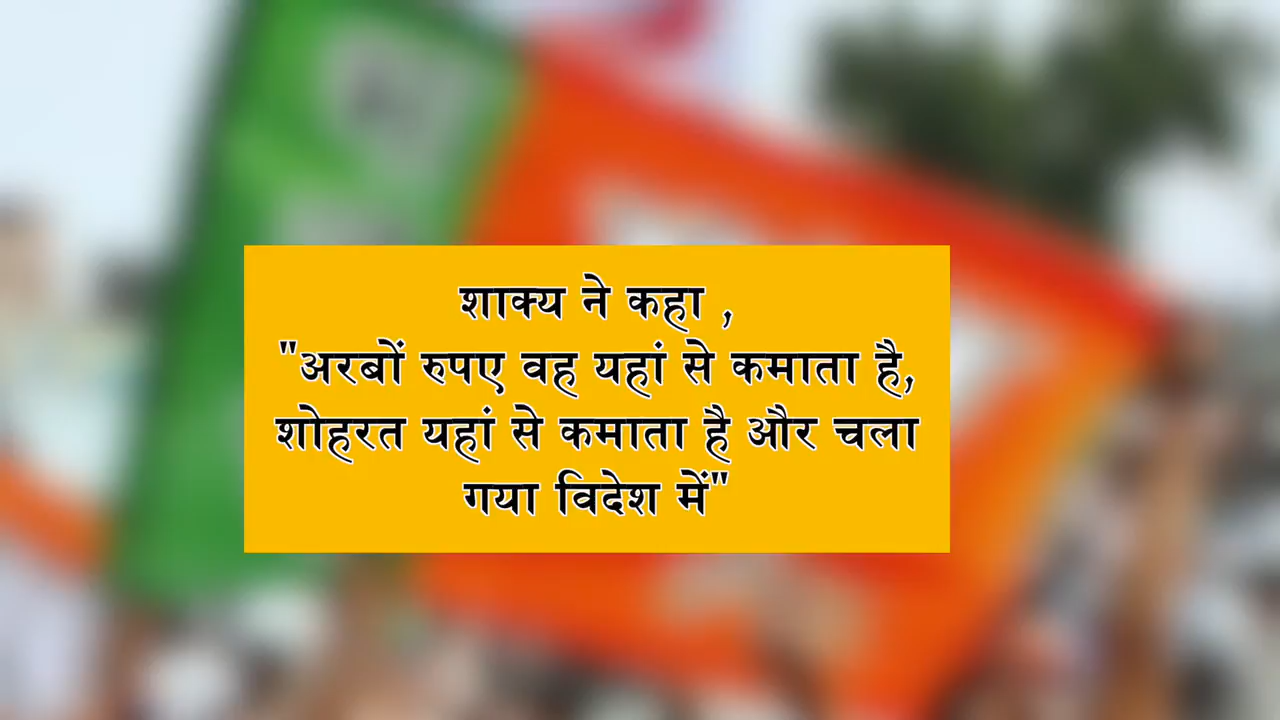 शाक्य ने कहा ,
"अरबों रुपए वह यहां से कमाता है,
शोहरत यहां से कमाता है और चला
गया विदेश में"